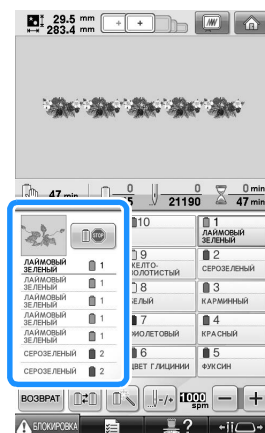 29.5 mm
283.4 mm
47 min
0
0
0 min
5
21190
47 min
10
1
ЛАЙМОВЫЙ
ЗЕЛЕНЫЙ
9
ЗОЛОТИСТЫЙ
2
СЕРОЗЕЛЕНЫЙ
8
БЕЛЫЙ
3
КАРМИННЫЙ
7
ФИОЛЕТОВЫЙ
4
КРАСНЫЙ
6
ЦВЕТ ГЛИЦИНИИ
5
ФУКСИН
STOP
ЛАЙМОВЫЙ
ЗЕЛЕНЫЙ 1
ЛАЙМОВЫЙ
ЗЕЛЕНЫЙ 1
ЛАЙМОВЫЙ
ЗЕЛЕНЫЙ 1
ЛАЙМОВЫЙ
ЗЕЛЕНЫЙ 1
ЛАЙМОВЫЙ
ЗЕЛЕНЫЙ 1
СЕРОЗЕЛЕНЫЙ 2
СЕРОЗЕЛЕНЫЙ 2
ВОЗВРАТ
-/+
1000
spm
- +
БЛОКИРОВКА
?